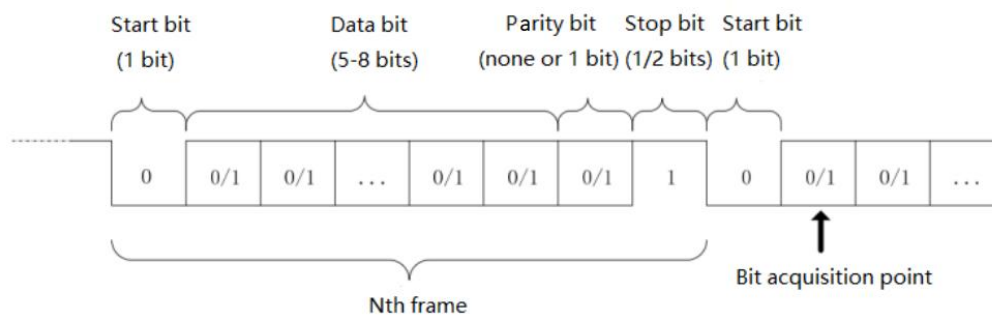 Start bit Data bit Parity bit Stop bit Start bit
(1 bit) (5-8 bits) (none or 1 bit) (1/2 bits) (1 bit)
0 0/1 0/1 ... 0/1 0/1 0/1 1 0 0/1 0/1 ...
Bit acquisition point
Nth frame